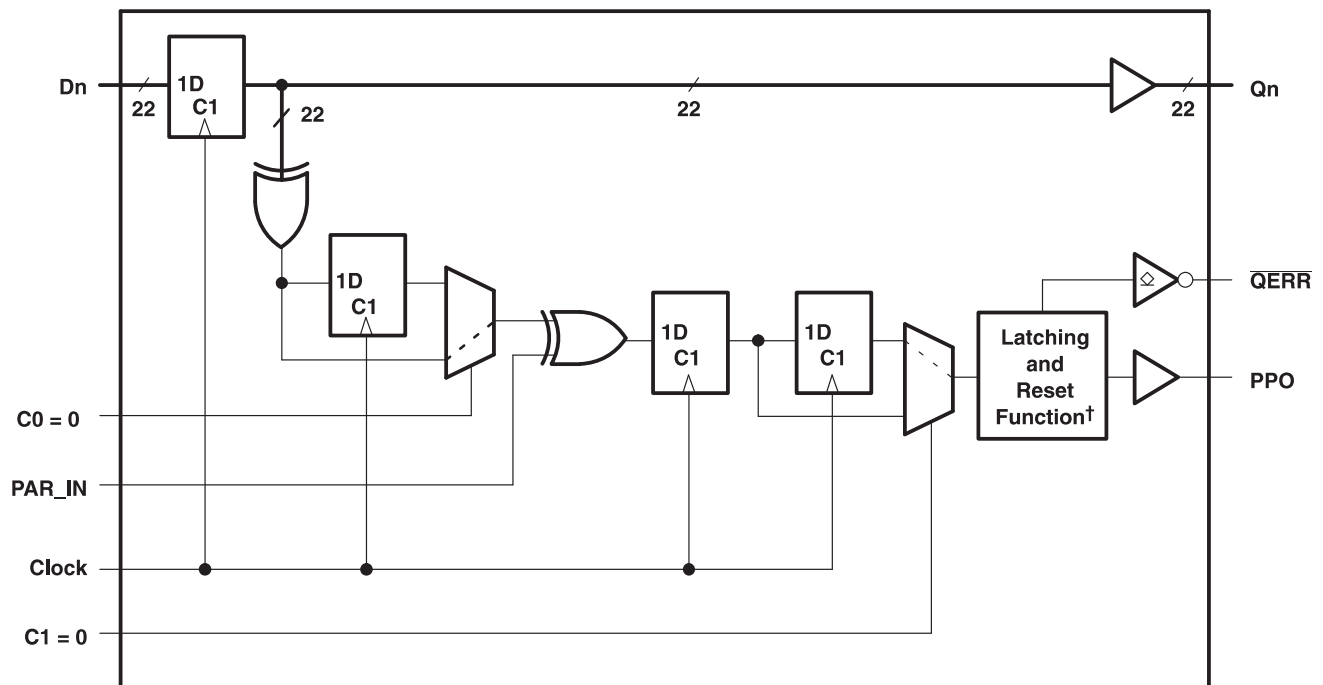 Dn
22
1D
C1
22
22
22
Qn
1D
C1
1D
C1
1D
C1
Latching
and
Reset
Function†
QERR
PPO
C0 = 0
PAR_IN
Clock
C1 = 0